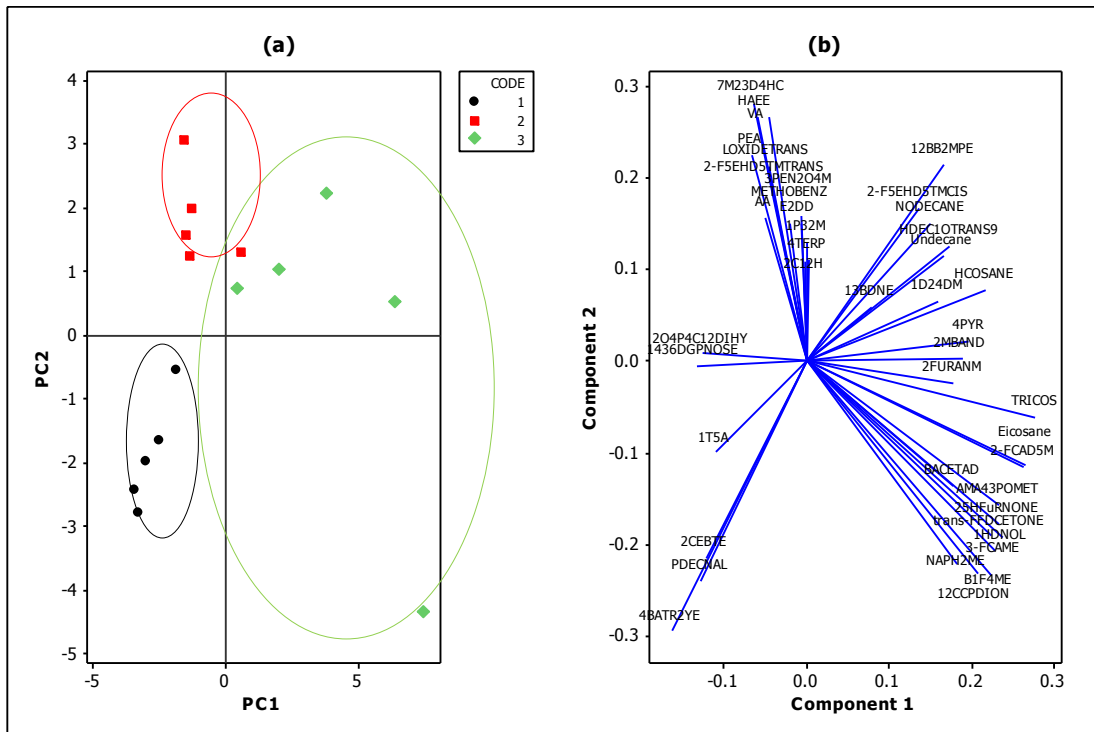 (a)
4
3
2
1
0
-1
-2
-3
-4
-5
PC2
-5
0
5
PC1
CODE
1
2
3
(b)
0.3
0.2
0.1
0.0
-0.1
-0.2
-0.3
Component 2
-0.1
0.0
0.1
0.2
0.3
Component 1
7M23D4HC
HAEE
VA
PEA
LOXIDETRANS
2-F5EHD5TMTRANS
3PEN2O4M
METHOBENZ
AA
E2DD
1P32M
4TERP
2C12H
12BB2MPE
2-F5EHD5TMCIS
NODECANE
HDEC1OTRANS9
Undecane
HCOSANE
1D24DM
13BDNE
4PYR
2MBAND
2FURANM
TRICOS
Eicosane
2-FCAD5M
BACETAD
AMA43POMET
25HFuRNONE
trans-FFDCETONE
1HDNOL
3-FCAME
NAPH2ME
B1F4ME
12CCPDION
2O4P4C12DIHY
1436DGPNOSE
1T5A
2CEBTE
PDECNAL
4BATR2YE